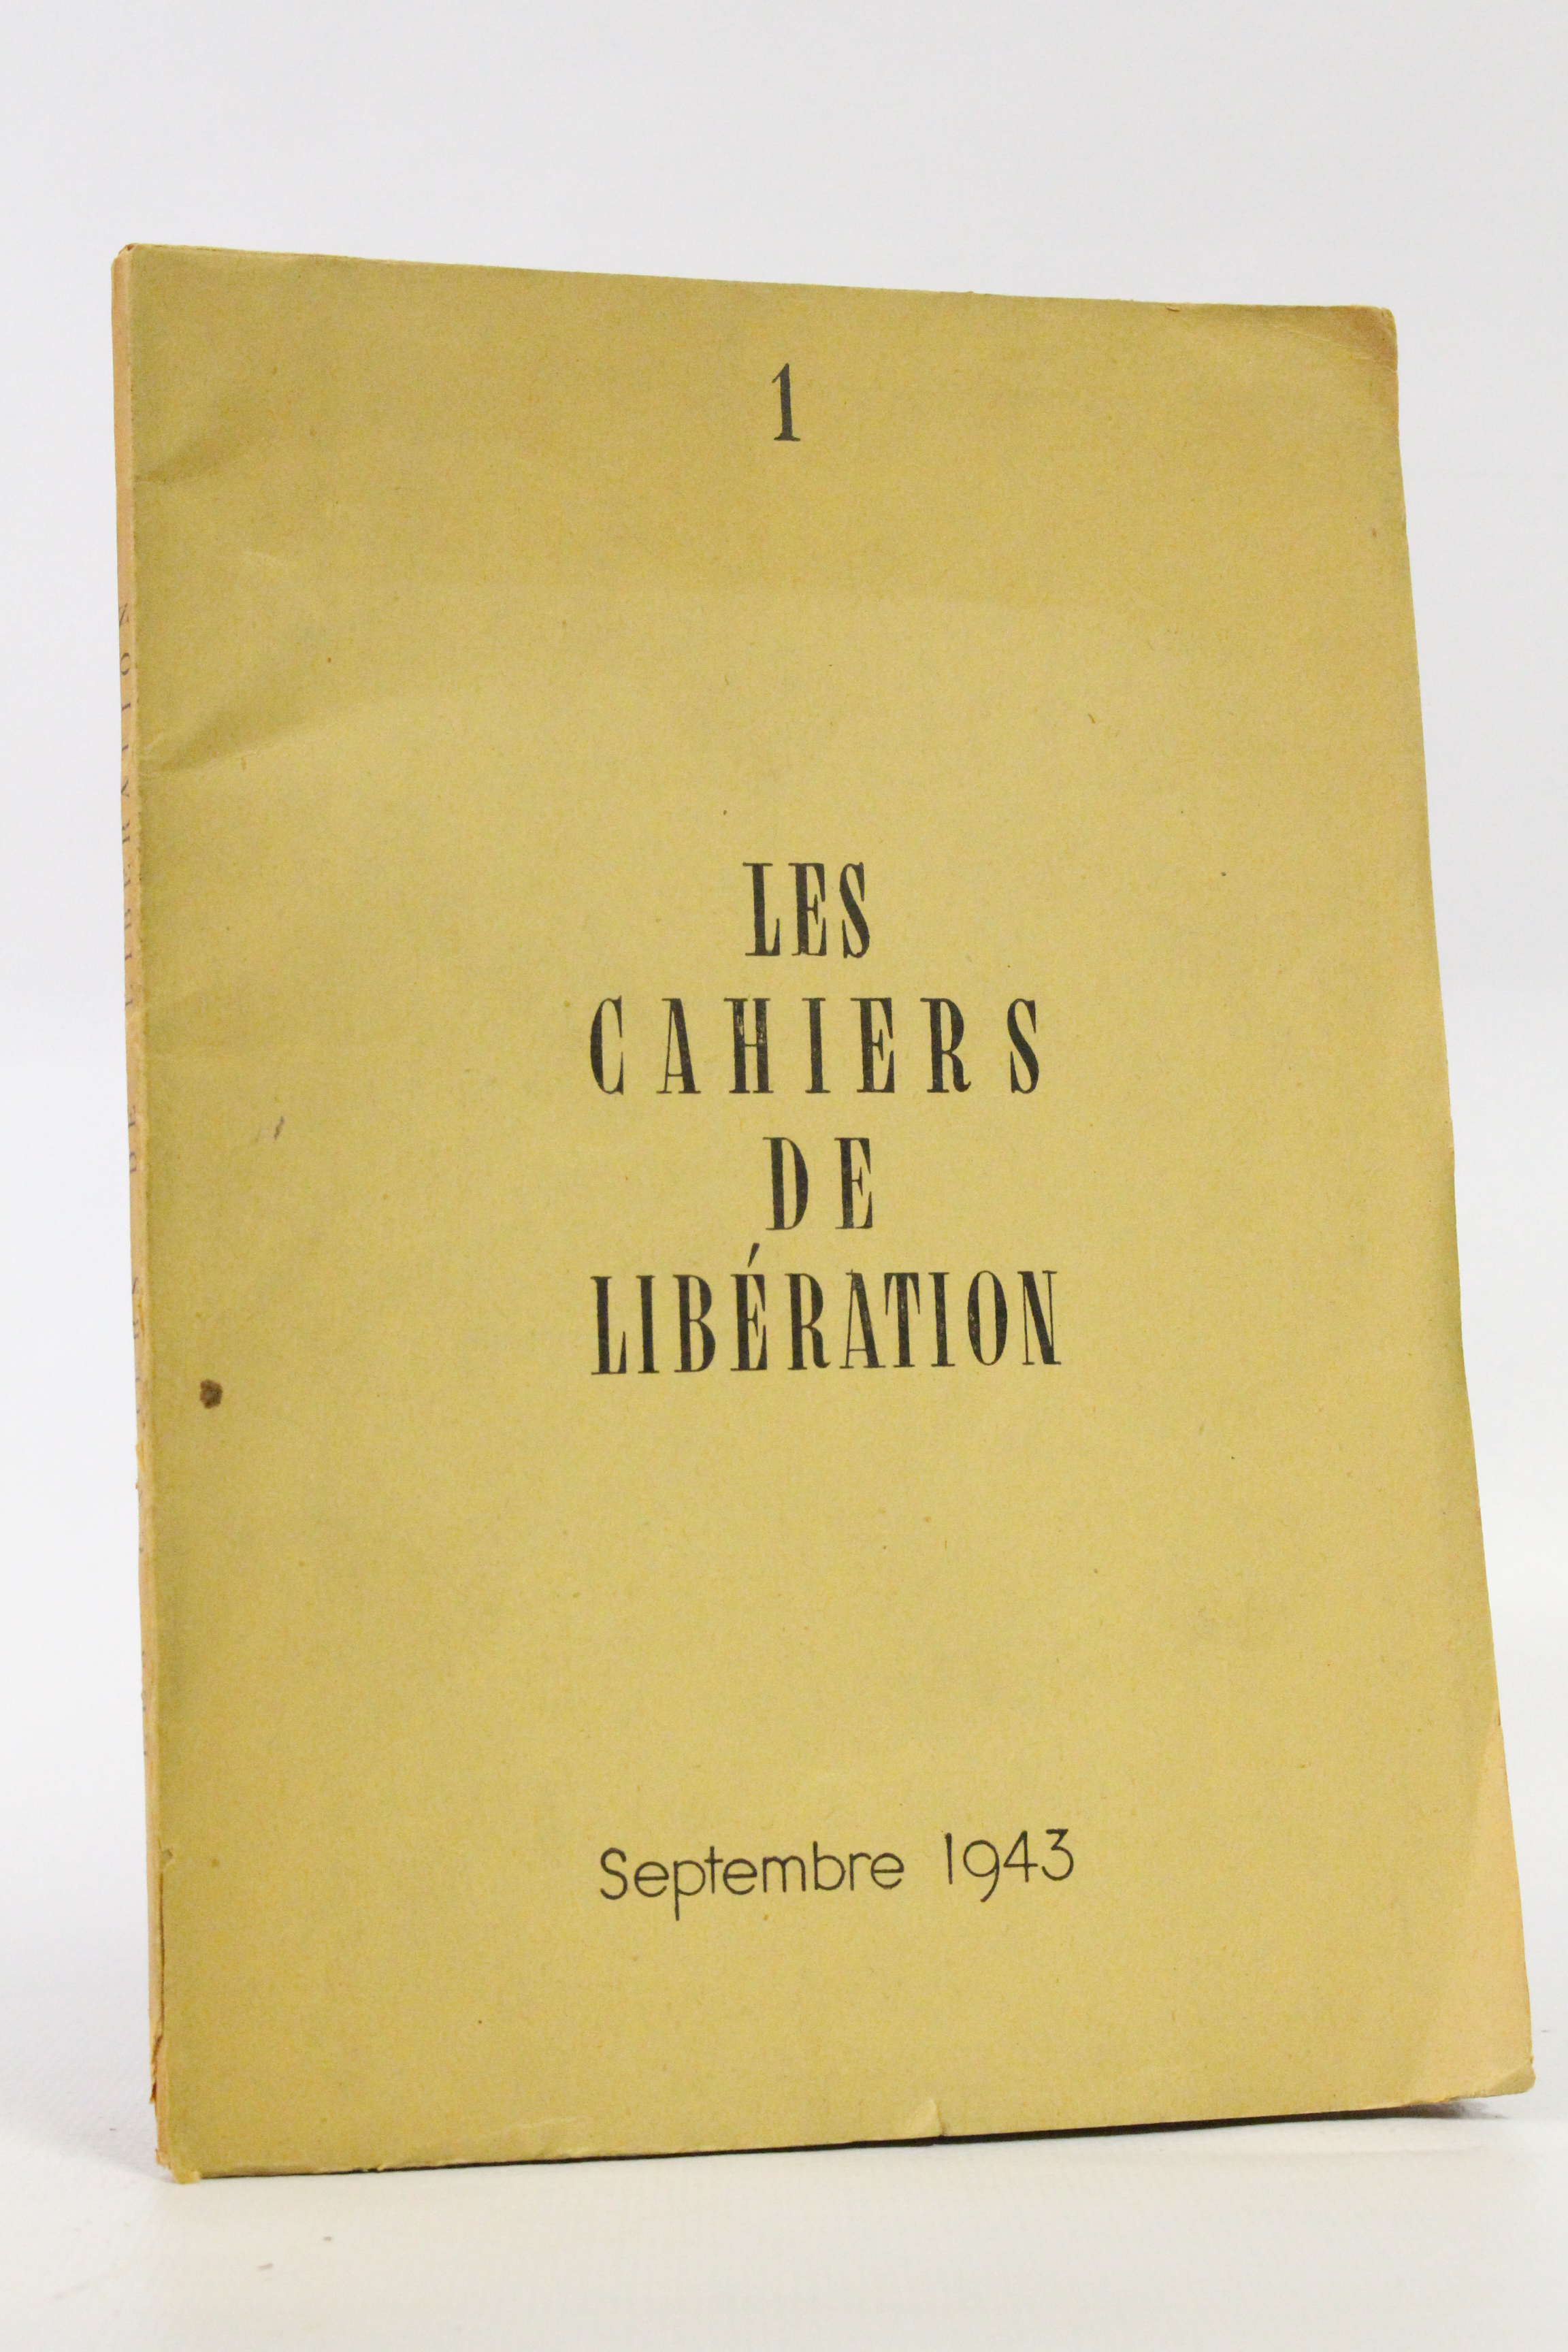 1
LES
CAHIERS
DE
LIBÉRATION
Septembre 1943